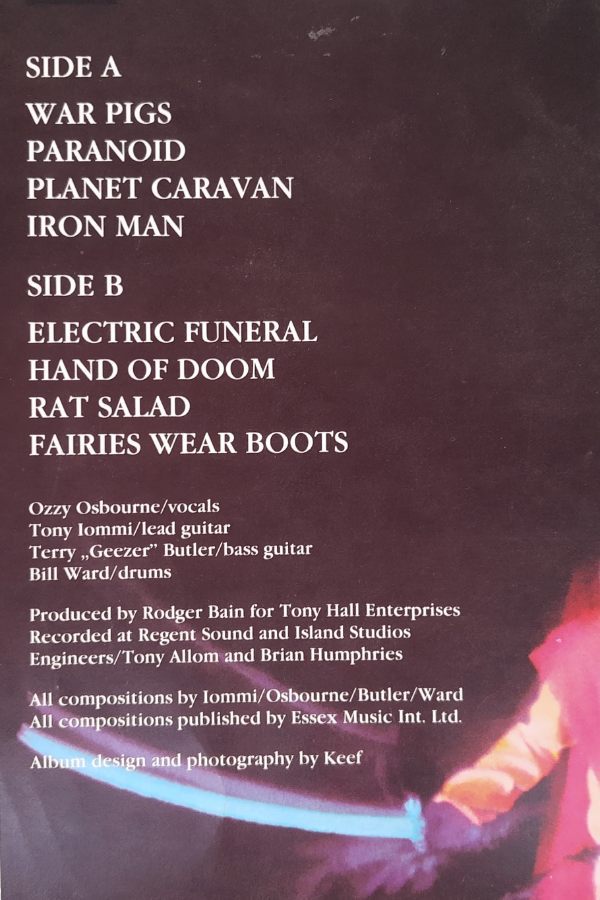 SIDE A
WAR PIGS
PARANOID
PLANET CARAVAN
IRON MAN
SIDE B
ELECTRIC FUNERAL
HAND OF DOOM
RAT SALAD
FAIRIES WEAR BOOTS
Ozzy Osbourne/vocals
Tony Iommi/lead guitar
Terry „Geezer” Butler/bass guitar
Bill Ward/drums
Produced by Rodger Bain for Tony Hall Enterprises
Recorded at Regent Sound and Island Studios
Engineers/Tony Allom and Brian Humphries
All compositions by Iommi/Osbourne/Butler/Ward
All compositions published by Essex Music Int. Ltd.
Album design and photography by Keef